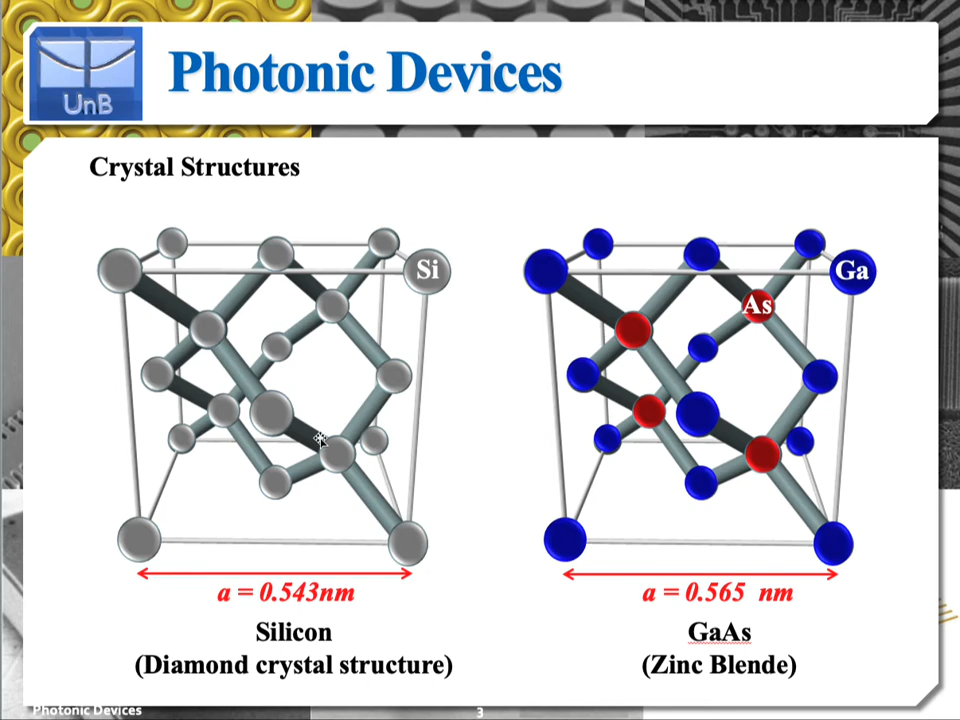 UnB
Photonic Devices
Crystal Structures
Si
Ga
As
a = 0.543nm
a = 0.565 nm
Silicon
(Diamond crystal structure)
GaAs
(Zinc Blende)
Photonic Devices
3